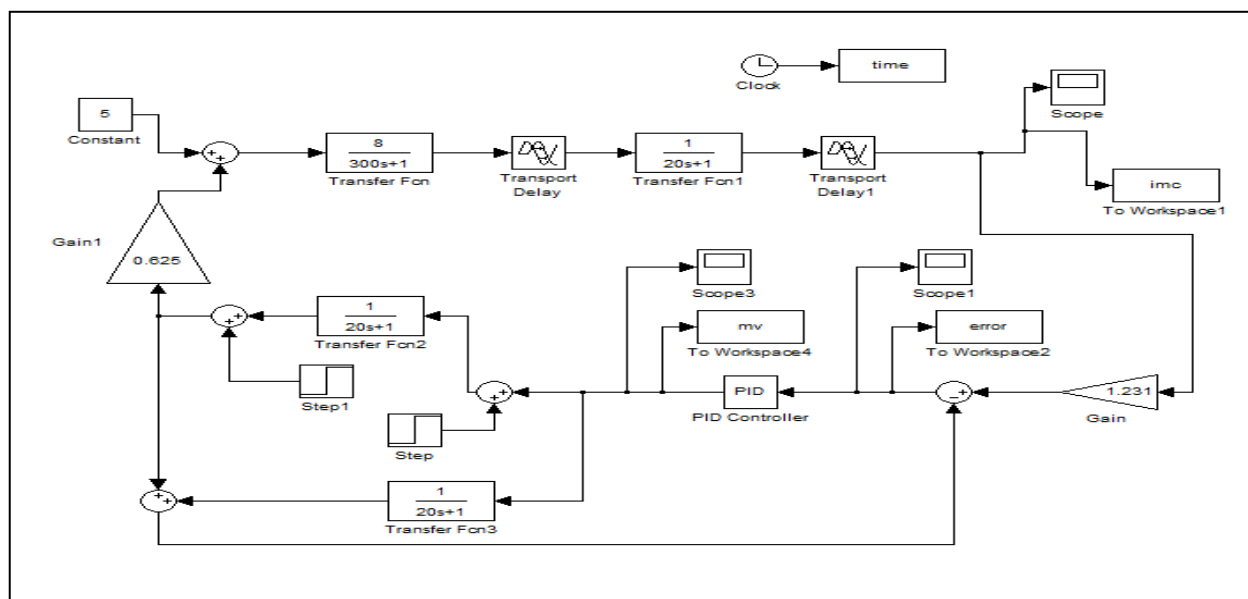 time
Clock
Scope
5
Constant
+
+
8
300s+1
Transfer Fcn
Transport
Delay
1
20s+1
Transfer Fcn1
Transport
Delay1
imc
To Workspace1
Gain1
0.625
Scope3
Scope1
1
20s+1
Transfer Fcn2
+
+
mv
To Workspace4
error
To Workspace2
Step1
+
+
PID
PID Controller
+
−
1.231
Gain
Step
+
+
1
20s+1
Transfer Fcn3